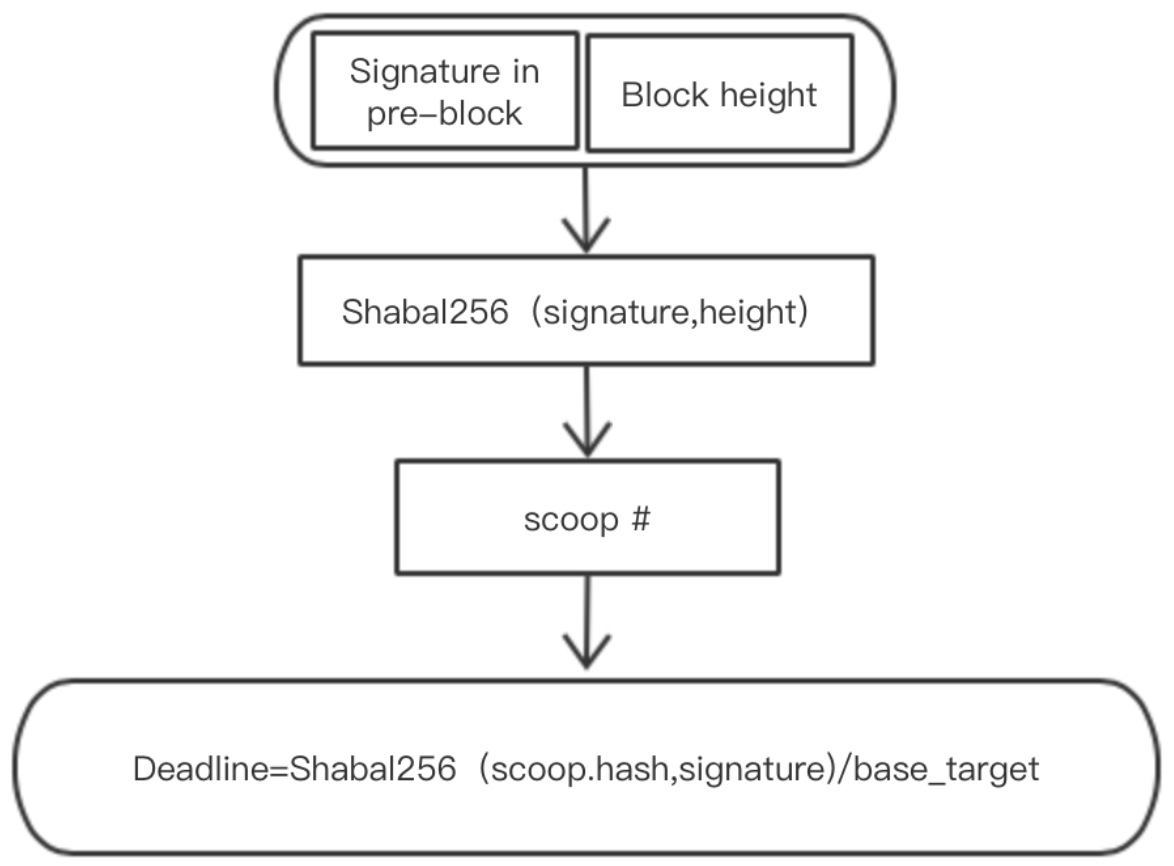 Signature in
pre–block
Block height
Shabal256（signature,height）
scoop #
Deadline=Shabal256（scoop.hash,signature)/base_target